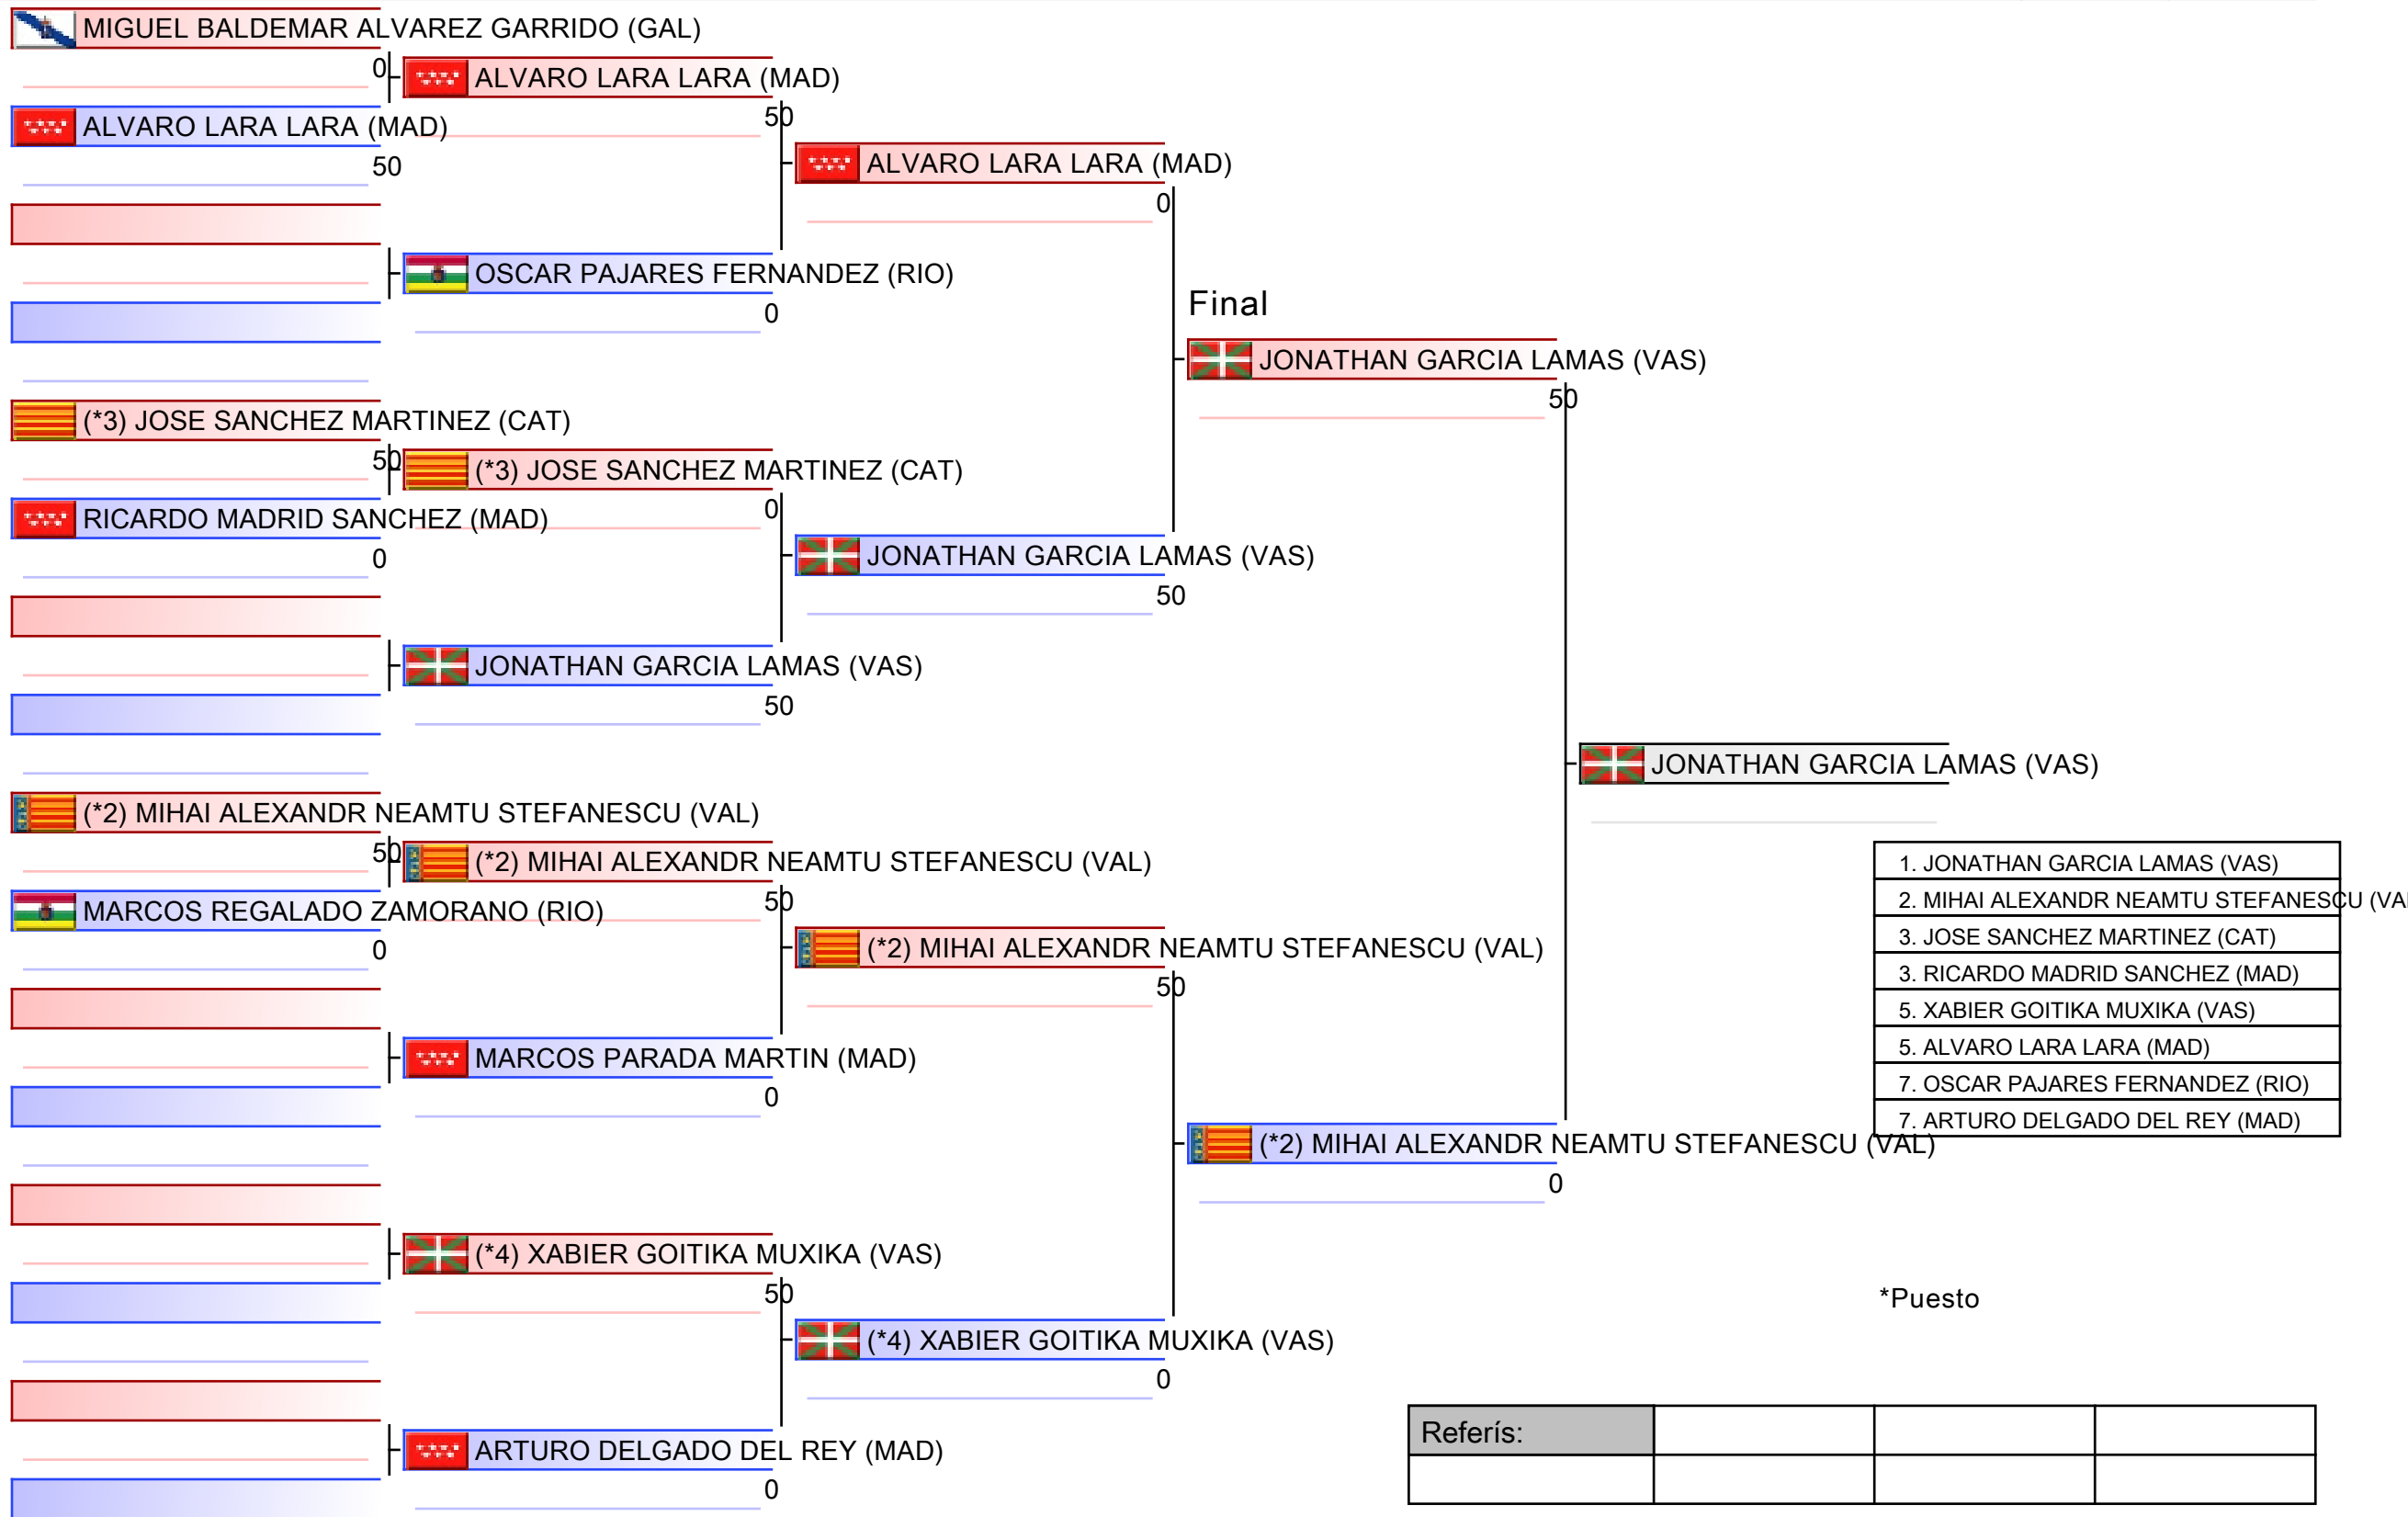 MIGUEL BALDEMAR ALVAREZ GARRIDO (GAL)
0
ALVARO LARA LARA (MAD)
50
(*3) JOSE SANCHEZ MARTINEZ (CAT)
50
RICARDO MADRID SANCHEZ (MAD)
0
(*2) MIHAI ALEXANDR NEAMTU STEFANESCU (VAL)
50
MARCOS REGALADO ZAMORANO (RIO)
0
ALVARO LARA LARA (MAD)
50
OSCAR PAJARES FERNANDEZ (RIO)
0
(*3) JOSE SANCHEZ MARTINEZ (CAT)
0
JONATHAN GARCIA LAMAS (VAS)
50
(*2) MIHAI ALEXANDR NEAMTU STEFANESCU (VAL)
50
MARCOS PARADA MARTIN (MAD)
0
(*4) XABIER GOITIKA MUXIKA (VAS)
50
ARTURO DELGADO DEL REY (MAD)
0
ALVARO LARA LARA (MAD)
0
JONATHAN GARCIA LAMAS (VAS)
50
(*2) MIHAI ALEXANDR NEAMTU STEFANESCU (VAL)
50
(*4) XABIER GOITIKA MUXIKA (VAS)
0
Final
JONATHAN GARCIA LAMAS (VAS)
50
(*2) MIHAI ALEXANDR NEAMTU STEFANESCU (VAL)
0
JONATHAN GARCIA LAMAS (VAS)
1. JONATHAN GARCIA LAMAS (VAS)
2. MIHAI ALEXANDR NEAMTU STEFANESCU (VAL
3. JOSE SANCHEZ MARTINEZ (CAT)
3. RICARDO MADRID SANCHEZ (MAD)
5. XABIER GOITIKA MUXIKA (VAS)
5. ALVARO LARA LARA (MAD)
7. OSCAR PAJARES FERNANDEZ (RIO)
7. ARTURO DELGADO DEL REY (MAD)
*Puesto
Referís: